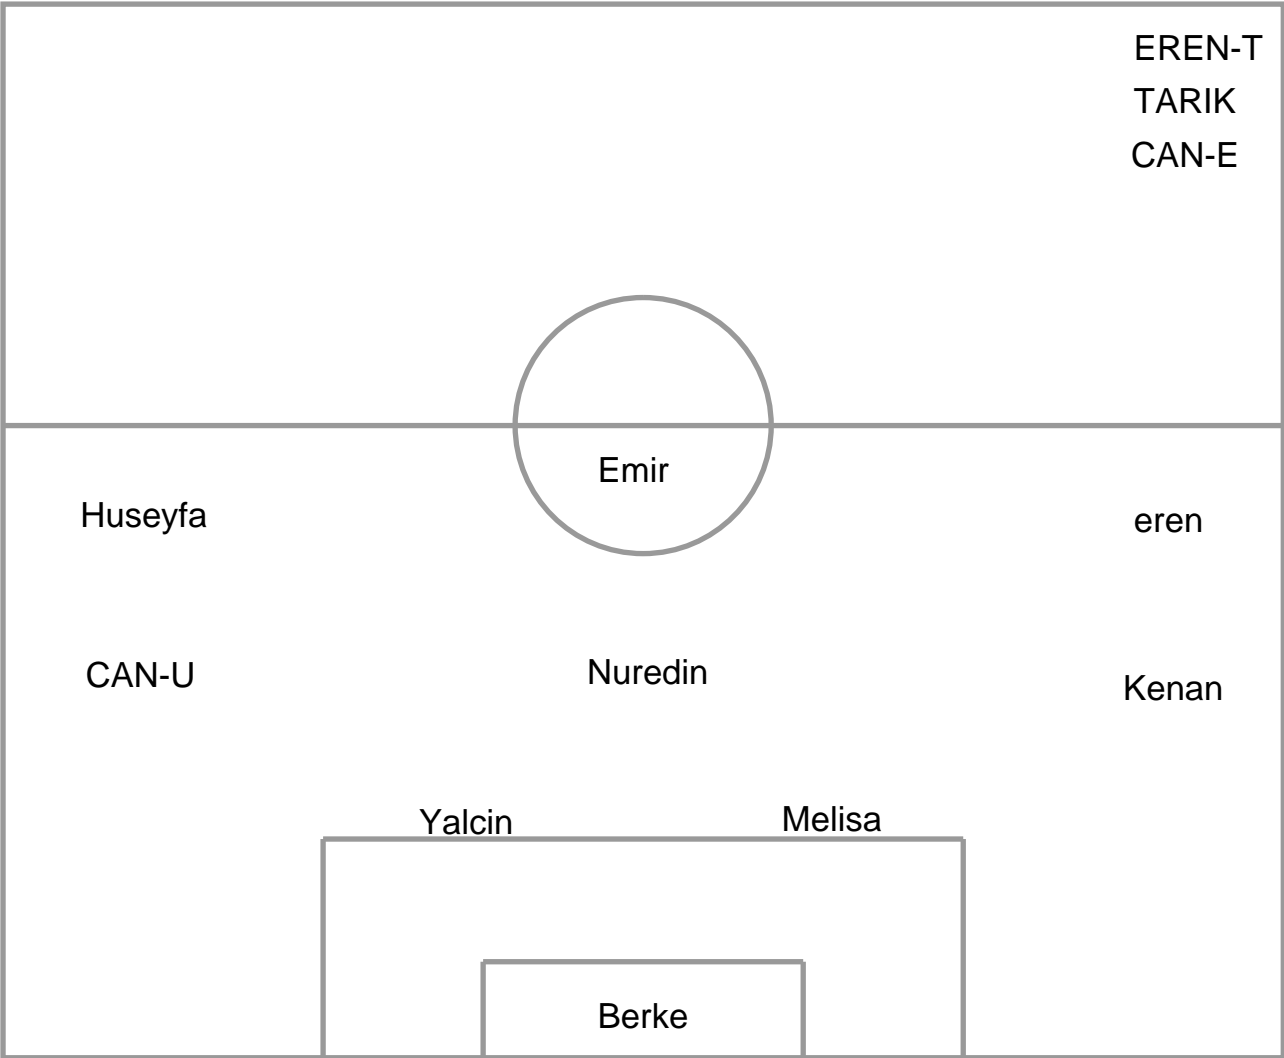 EREN-T
TARIK
CAN-E
Emir
Huseyfa
eren
CAN-U
Nuredin
Kenan
Yalcin
Melisa
Berke